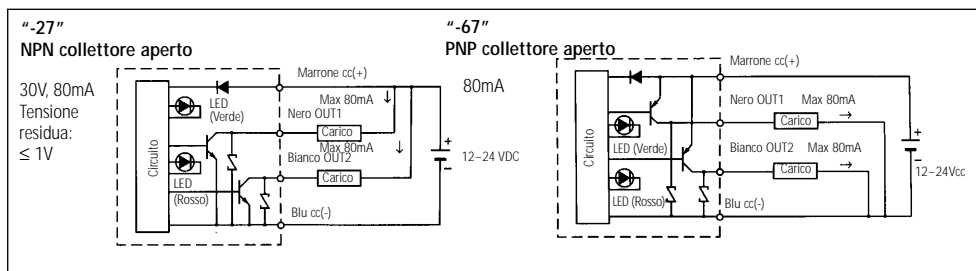 “-27”
NPN collettore aperto
30V, 80mA
Tensione
residua:
≤ 1V
Circuito
LED
(Verde)
LED
(Rosso)
Marrone cc(+)
Max 80mA
Nero OUT1
Carico
Max 80mA
Bianco OUT2
Carico
Blu cc(-)
+
12–24 VDC
−
“-67”
PNP collettore aperto
80mA
Circuito
LED (Verde)
LED (Rosso)
Marrone cc(+)
Nero OUT1 Max 80mA
Carico
Bianco OUT2 Max 80mA
Carico
Blu cc(-)
+
−
12–24Vcc